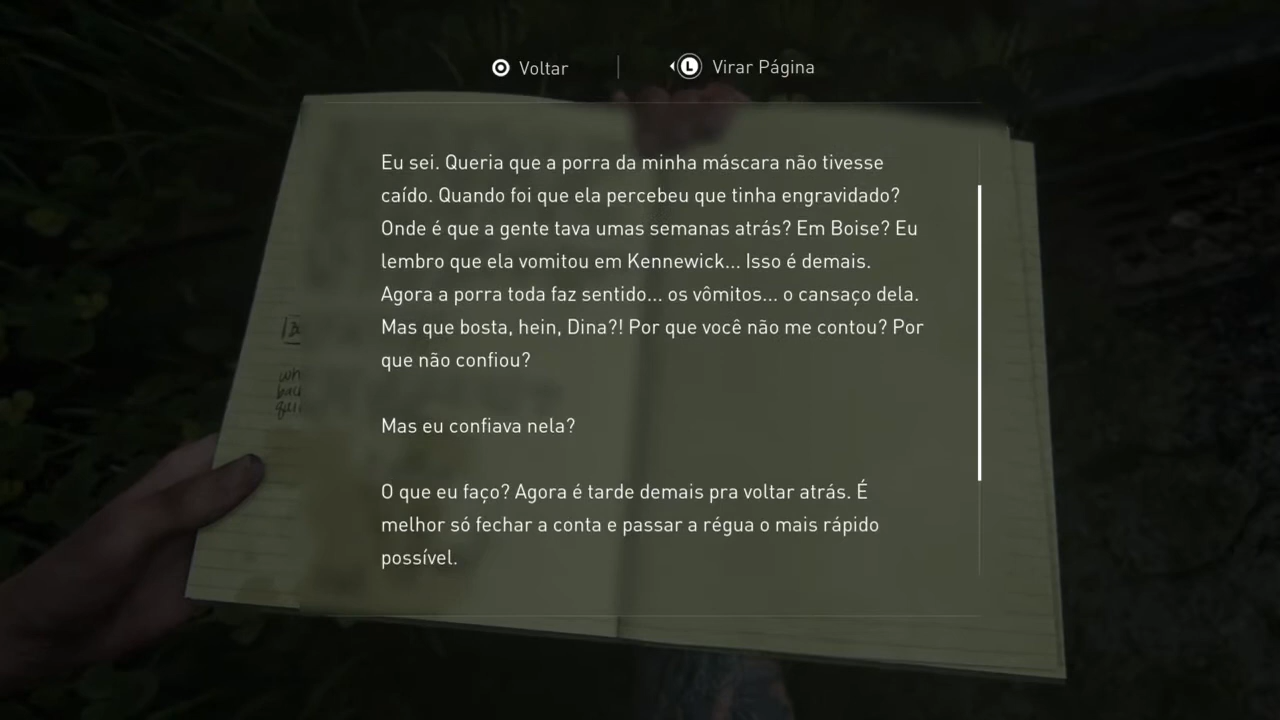 Voltar
L Virar Página
Eu sei. Queria que a porra da minha máscara não tivesse
caído. Quando foi que ela percebeu que tinha engravidado?
Onde é que a gente tava umas semanas atrás? Em Boise? Eu
lembro que ela vomitou em Kennewick... Isso é demais.
Agora a porra toda faz sentido... os vômitos... o cansaço dela.
Mas que bosta, hein, Dina?! Por que você não me contou? Por
que não confiou?
Mas eu confiava nela?
O que eu faço? Agora é tarde demais pra voltar atrás. É
melhor só fechar a conta e passar a régua o mais rápido
possível.